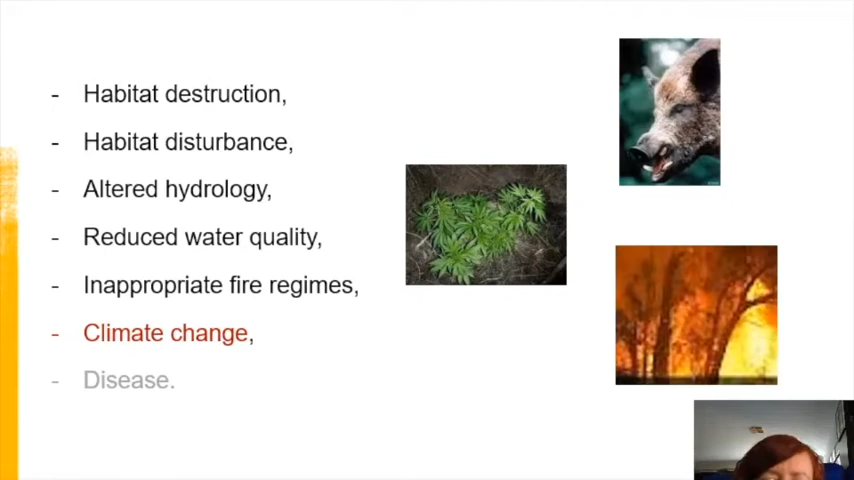 - Habitat destruction,
- Habitat disturbance,
- Altered hydrology,
- Reduced water quality,
- Inappropriate fire regimes,
- Climate change,
- Disease.